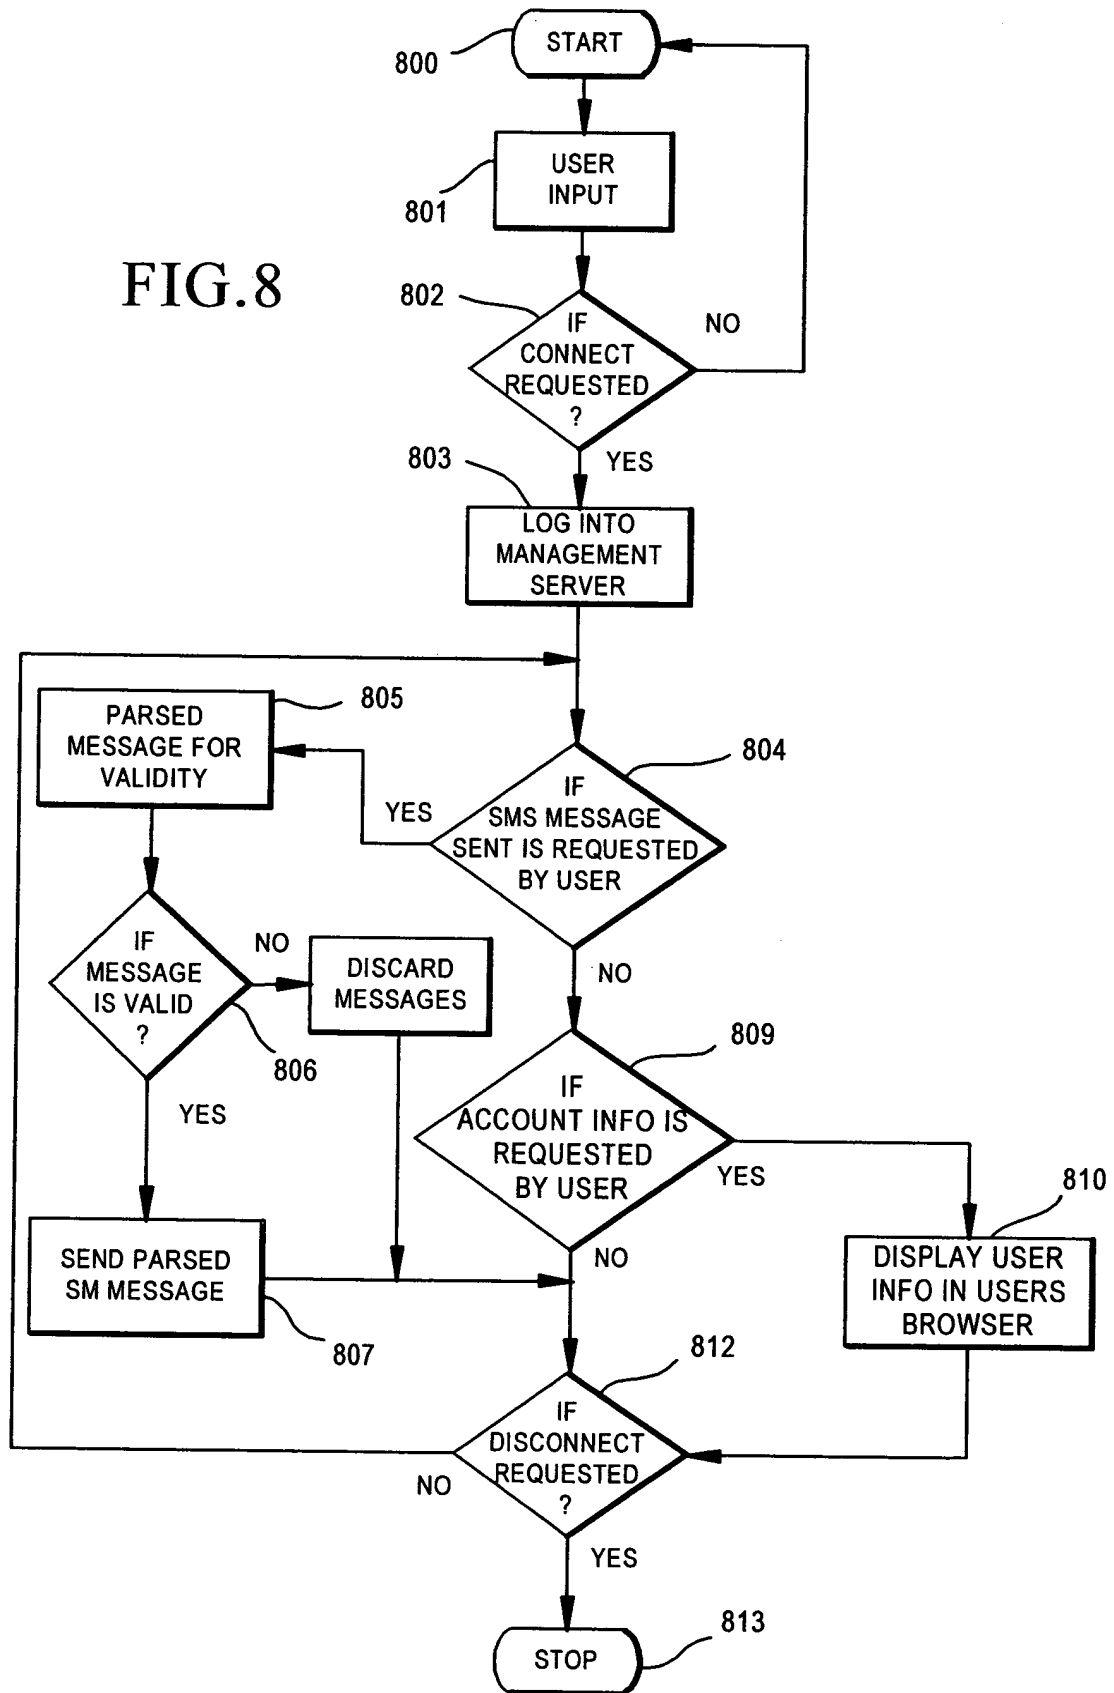 START
800
USER
INPUT
801
FIG.8
802
IF
CONNECT
REQUESTED
?
NO
YES
803
LOG INTO
MANAGEMENT
SERVER
805
PARSED
MESSAGE FOR
VALIDITY
804
IF
SMS MESSAGE
SENT IS REQUESTED
BY USER
YES
NO
IF
MESSAGE
IS VALID
?
NO
806
YES
DISCARD
MESSAGES
809
IF
ACCOUNT INFO IS
REQUESTED
BY USER
YES
NO
810
DISPLAY USER
INFO IN USERS
BROWSER
SEND PARSED
SM MESSAGE
807
812
IF
DISCONNECT
REQUESTED
?
NO
YES
813
STOP